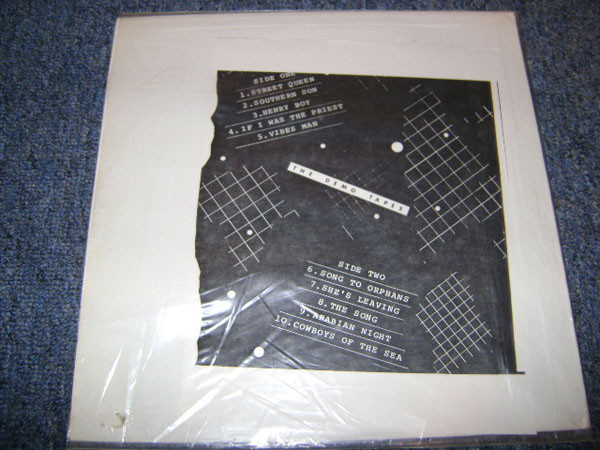 SIDE ONE
1.STREET QUEEN
2.SOUTHERN SON
3.HENRY BOY
4.IF I WAS THE PRIEST
5.VIBES MAN
THE DEMO TAPES
SIDE TWO
6.SONG TO ORPHANS
7.SHE'S LEAVING
8.THE SONG
9.ARABIAN NIGHT
10.COWBOYS OF THE SEA